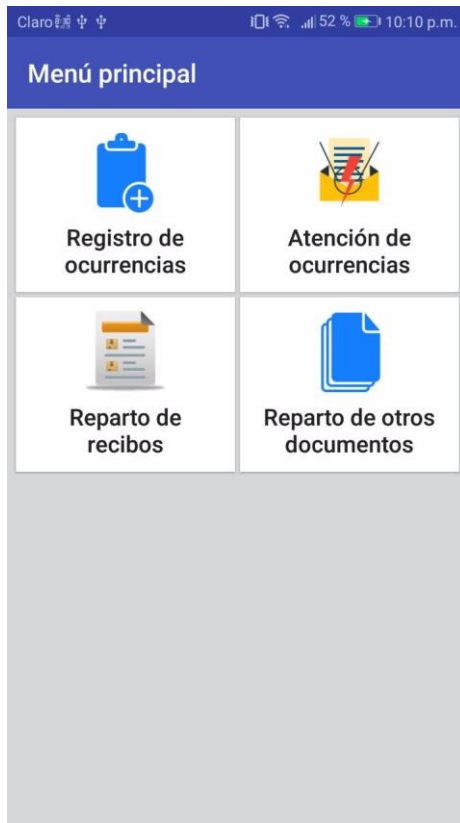 Claro 52 % 10:10 p.m.
Menú principal
Registro de
ocurrencias
Atención de
ocurrencias
Reparto de
recibos
Reparto de otros
documentos